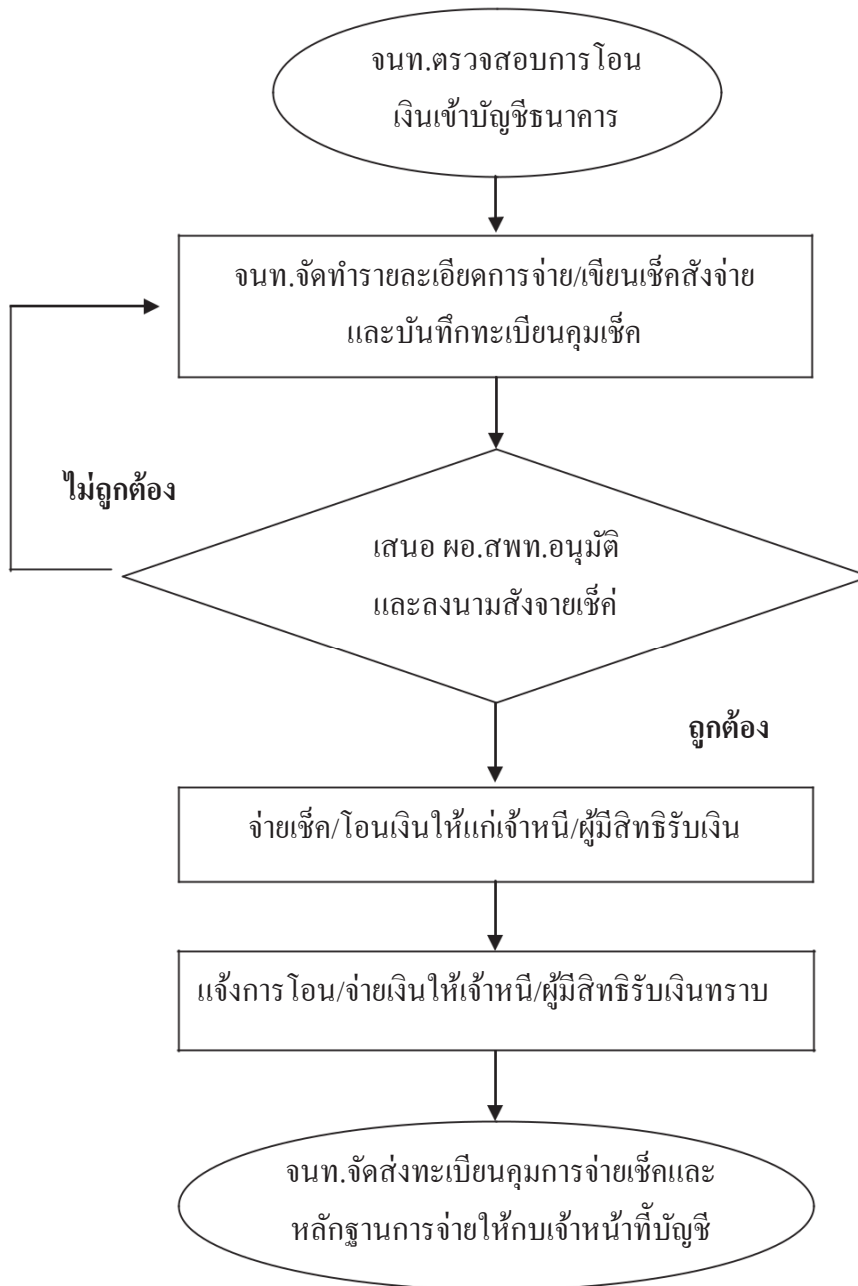 จนท.ตรวจสอบการโอน
เงินเข้าบัญชีธนาคาร
จนท.จัดทำรายละเอียดการจ่าย/เขียนเช็คสังจ่าย
และบันทึกทะเบียนคุมเช็ค
ไม่ถูกต้อง
เสนอ ผอ.สพท.อนุมัติ
และลงนามสังจายเช็ค่
ถูกต้อง
จ่ายเช็ค/โอนเงินให้แก่เจ้าหนี/ผู้มีสิทธิรับเงิน
แจ้งการโอน/จ่ายเงินให้เจ้าหนี/ผู้มีสิทธิรับเงินทราบ
จนท.จัดส่งทะเบียนคุมการจ่ายเช็คและ
หลักฐานการจ่ายให้กบเจ้าหน้าที่ับัญชี